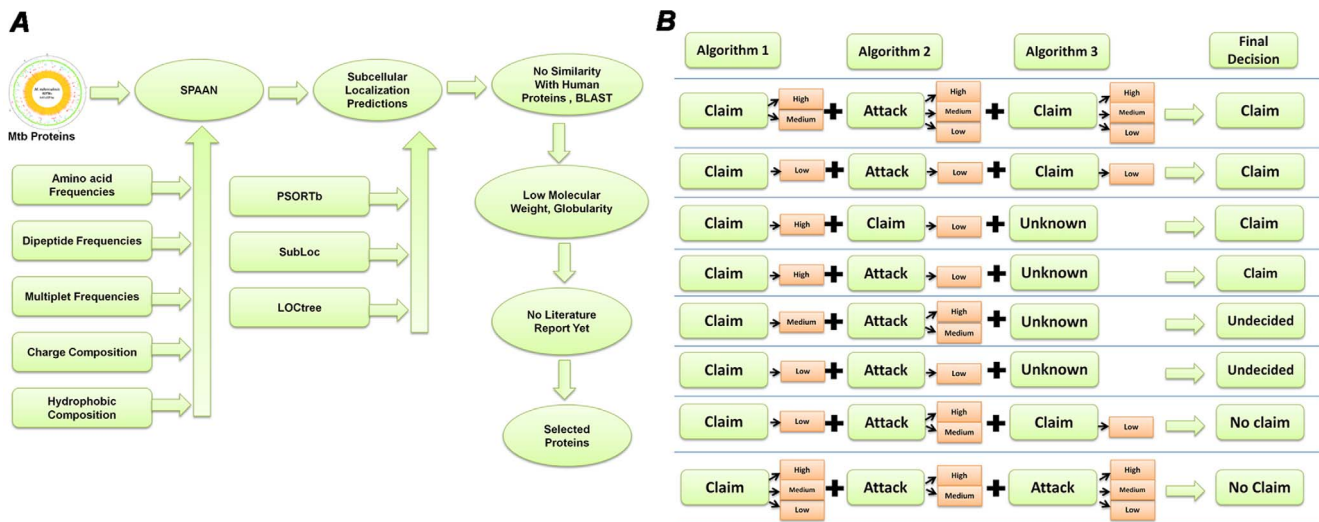 A
SPAAN
Subcellular
Localization
Predictions
No Similarity
With Human
Proteins , BLAST
Mtb Proteins
Amino acid
Frequencies
Dipeptide Frequencies
Multiplet Frequencies
Charge Composition
Hydrophobic
Composition
PSORTb
SubLoc
LOCtree
Low Molecular
Weight, Globularity
No Literature
Report Yet
Selected
Proteins
B
Algorithm 1
Algorithm 2
Algorithm 3
Final
Decision
Claim
High
Medium
+
Attack
High
Medium
Low
+
Claim
High
Medium
Low
Claim
Claim
Low
+
Attack
Low
+
Claim
Low
Claim
Claim
High
+
Claim
Low
+
Unknown
Claim
Claim
High
+
Attack
Low
+
Unknown
Claim
Claim
Medium
+
Attack
High
Medium
+
Unknown
Undecided
Claim
Low
+
Attack
Low
+
Unknown
Undecided
Claim
Low
+
Attack
High
Medium
+
Claim
Low
No claim
Claim
High
Medium
Low
+
Attack
High
Medium
+
Attack
High
Medium
Low
No Claim